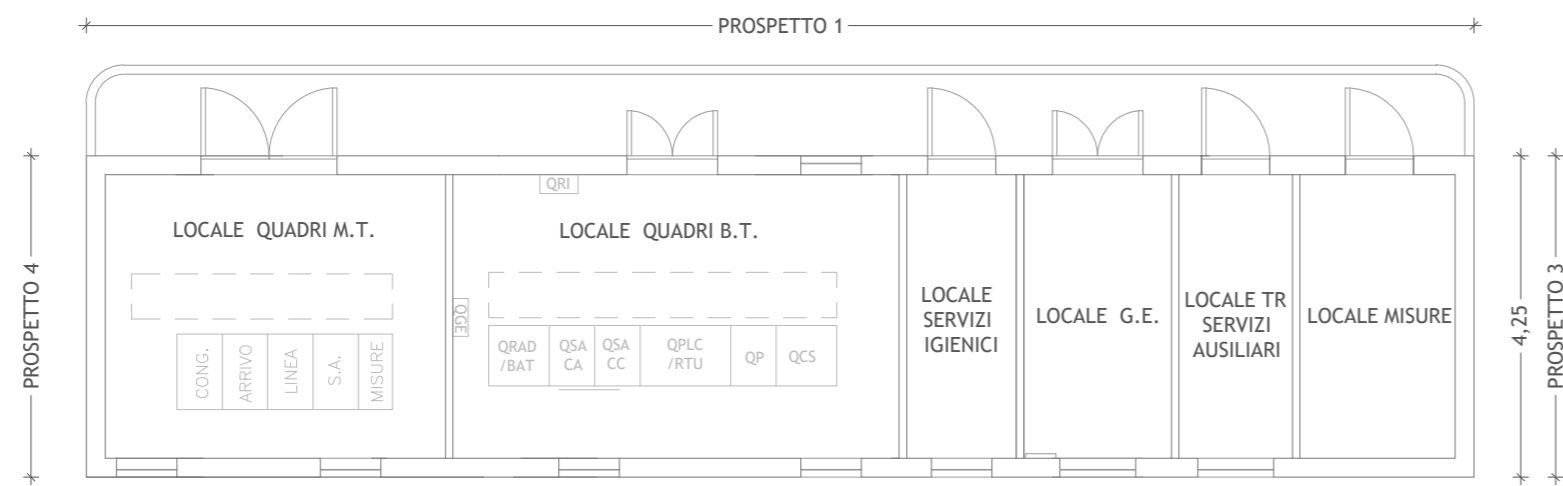 PROSPETTO 1
QRI
LOCALE QUADRI M.T.
LOCALE QUADRI B.T.
PROSPETTO 4
QGE
LOCALE
SERVIZI
IGIENICI
LOCALE G.E.
LOCALE TR
SERVIZI
AUSILIARI
LOCALE MISURE
4,25
PROSPETTO 3
CONG.
ARRIVO
LINEA
S.A.
MISURE
QRAD
/BAT
QSA
CA
QSA
CC
QPLC
/RTU
QP
QCS